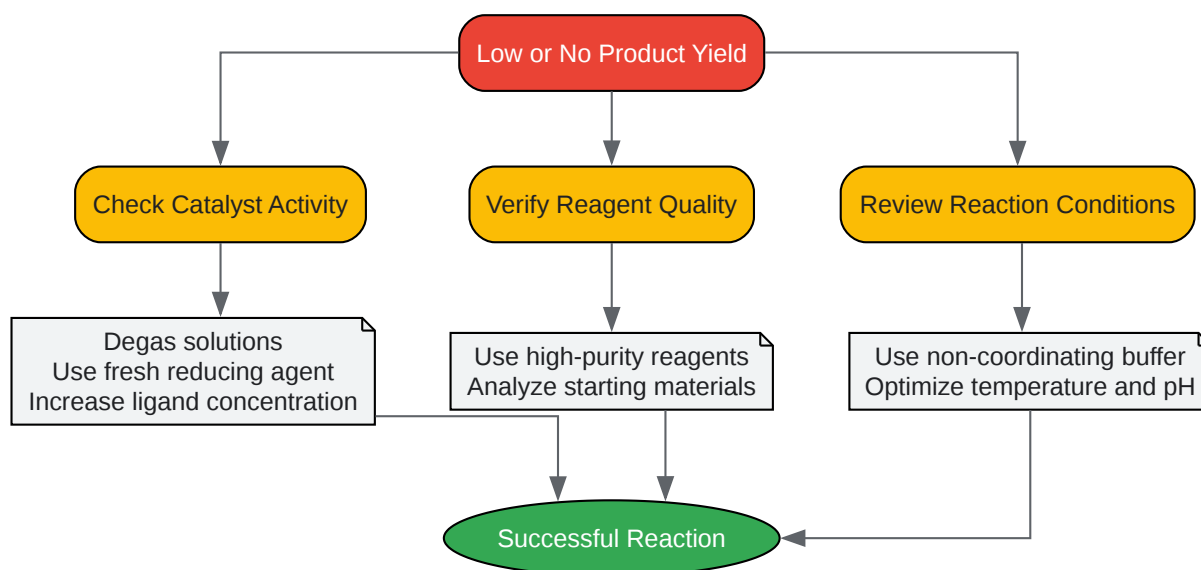 Low or No Product Yield
Check Catalyst Activity
Verify Reagent Quality
Review Reaction Conditions
Degas solutions
Use fresh reducing agent
Increase ligand concentration
Use high-purity reagents
Analyze starting materials
Use non-coordinating buffer
Optimize temperature and pH
Successful Reaction